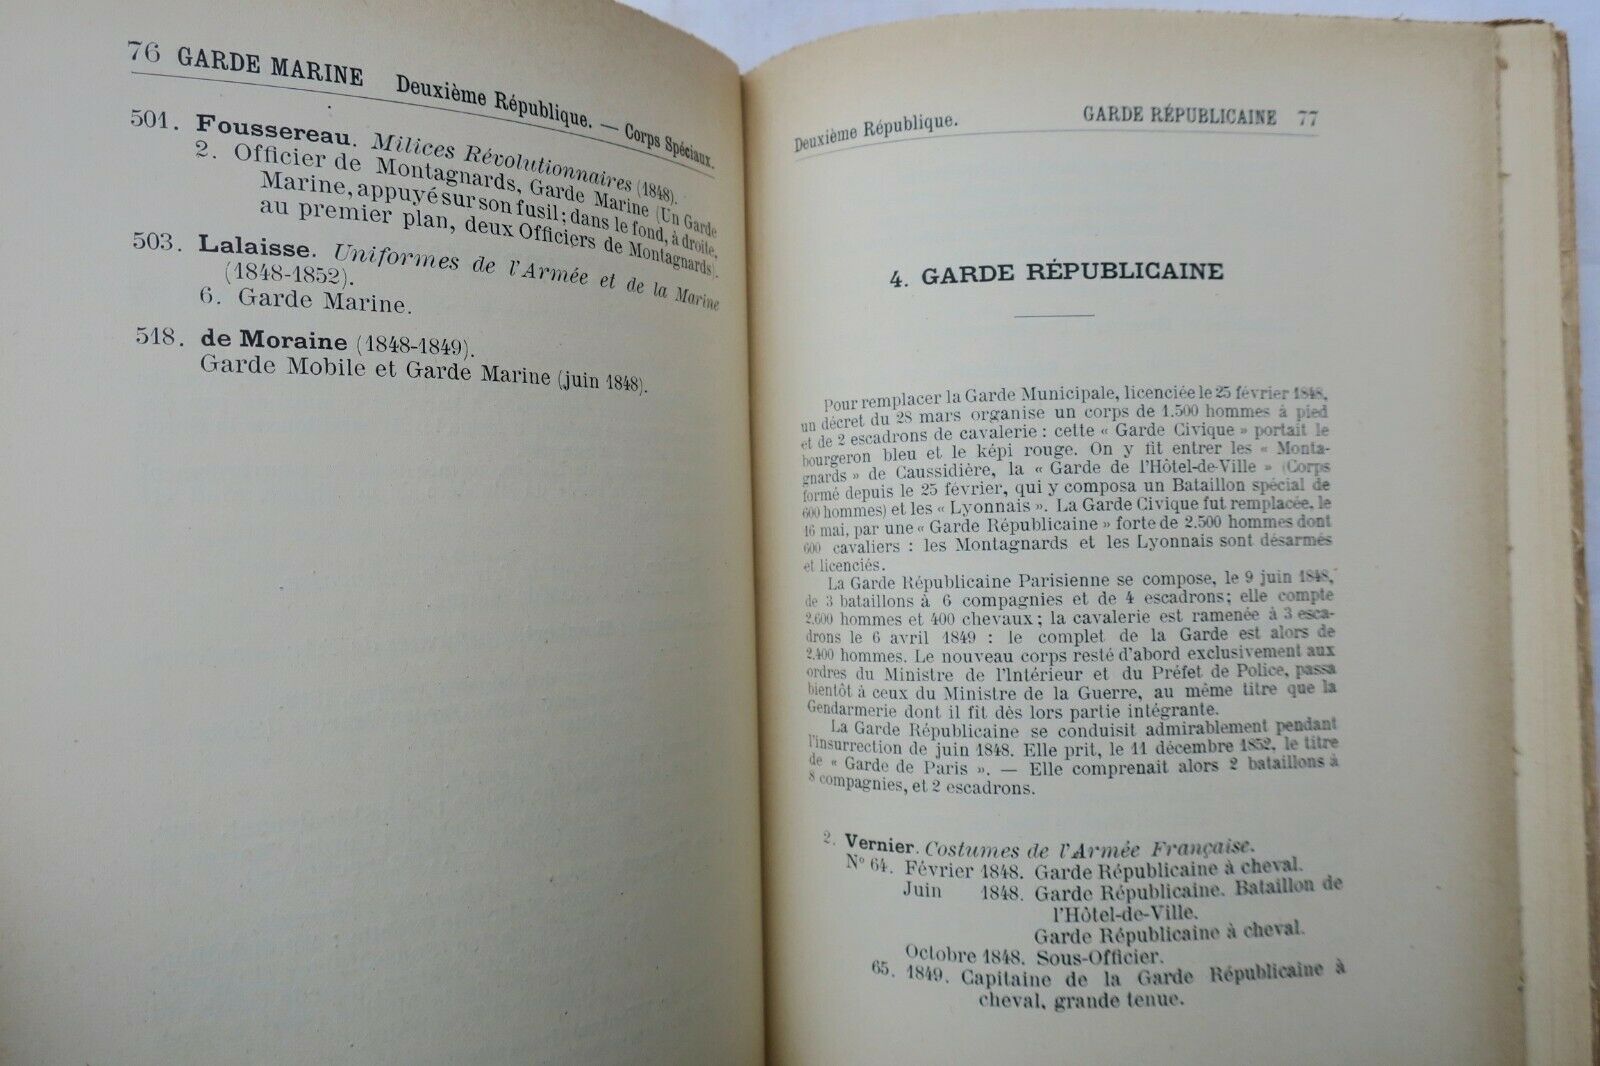 76 GARDE MARINE Deuxième République. — Corps Spéciaux.
501. Foussereau. Milices Révolutionnaires (1848).
2. Officier de Montagnards, Garde Marine (Un Garde
Marine, appuyé sur son fusil; dans le fond, à droite,
au premier plan, deux Officiers de Montagnards).
503. Lalaisse. Uniformes de l'Armée et de la Marine
(1848-1852).
6. Garde Marine.
518. de Moraine (1848-1849).
Garde Mobile et Garde Marine (juin 1848).
Deuxième République. GARDE RÉPUBLICAINE 77
4. GARDE RÉPUBLICAINE
Pour remplacer la Garde Municipale, licenciée le 25 février 1848,
un décret du 28 mars organise un corps de 1.500 hommes à pied
et de 2 escadrons de cavalerie : cette « Garde Civique » portait le
bourgeron bleu et le képi rouge. On y fit entrer les « Monta-
gnards » de Caussidière, la « Garde de l'Hôtel-de-Ville » (Corps
formé depuis le 25 février, qui y composa un Bataillon spécial de
600 hommes) et les « Lyonnais ». La Garde Civique fut remplacée, le
16 mai, par une « Garde Républicaine » forte de 2.500 hommes dont
600 cavaliers : les Montagnards et les Lyonnais sont désarmés
et licenciés.
La Garde Républicaine Parisienne se compose, le 9 juin 1848,
de 3 bataillons à 6 compagnies et de 4 escadrons; elle compte
2.600 hommes et 400 chevaux; la cavalerie est ramenée à 3 esca-
drons le 6 avril 1849 : le complet de la Garde est alors de
2.400 hommes. Le nouveau corps resté d'abord exclusivement aux
ordres du Ministre de l'Intérieur et du Préfet de Police, passa
bientôt à ceux du Ministre de la Guerre, au même titre que la
Gendarmerie dont il fit dès lors partie intégrante.
La Garde Républicaine se conduisit admirablement pendant
l'insurrection de juin 1848. Elle prit, le 11 décembre 1852, le titre
de « Garde de Paris ». — Elle comprenait alors 2 bataillons à
8 compagnies, et 2 escadrons.
2. Vernier. Costumes de l'Armée Française.
N° 64. Février 1848. Garde Républicaine à cheval.
Juin 1848. Garde Républicaine. Bataillon de
l'Hôtel-de-Ville.
Garde Républicaine à cheval.
Octobre 1848. Sous-Officier.
65. 1849. Capitaine de la Garde Républicaine à
cheval, grande tenue.